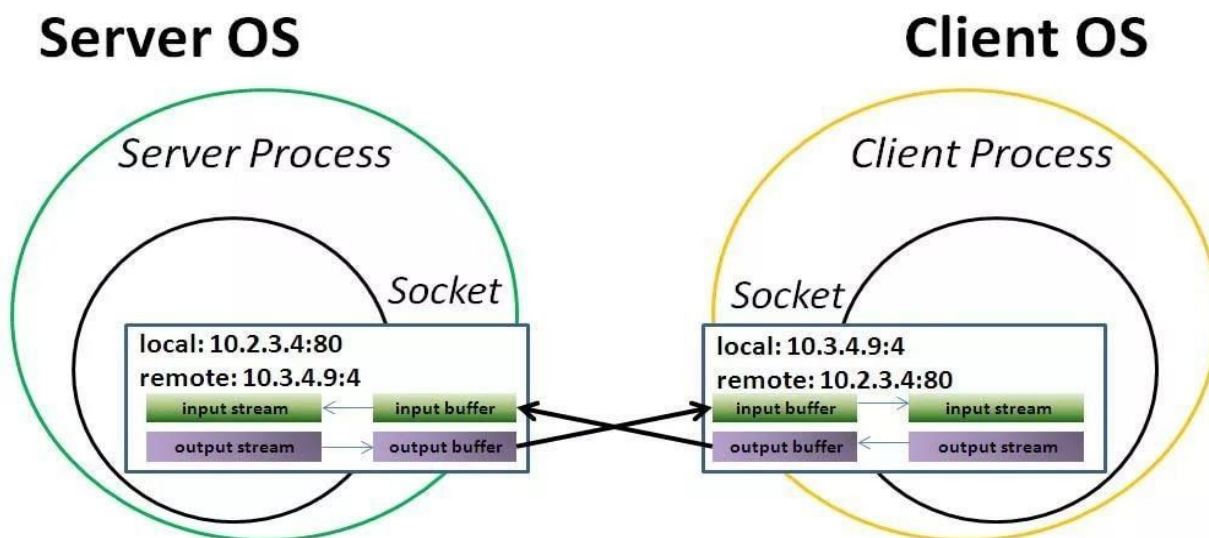 Server OS
Client OS
Server Process
Client Process
Socket
Socket
local: 10.2.3.4:80
remote: 10.3.4.9:4
input stream
input buffer
output stream
output buffer
local: 10.3.4.9:4
remote: 10.2.3.4:80
input buffer
input stream
output buffer
output stream